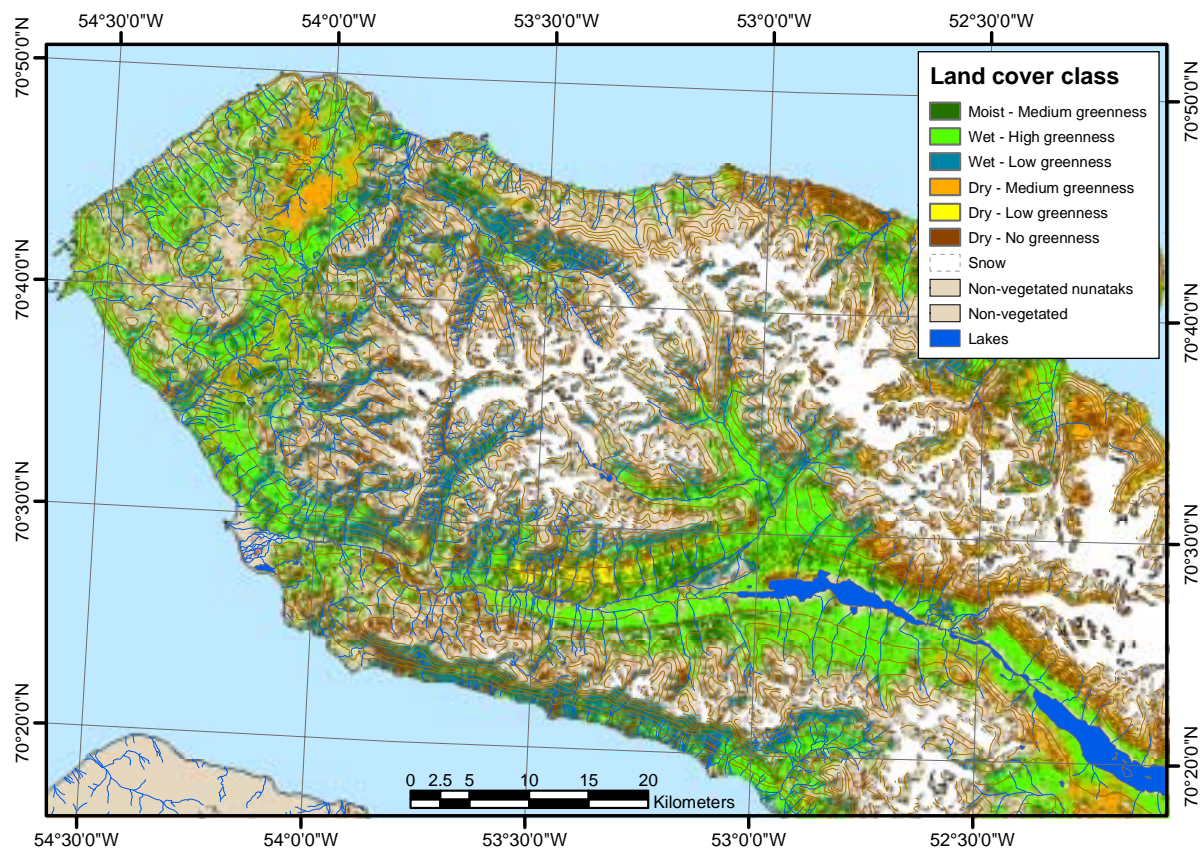 54°30'0"W 54°0'0"W 53°30'0"W 53°0'0"W 52°30'0"W
70°50'0"N
70°50'0"N
Land cover class
Moist - Medium greenness
Wet - High greenness
Wet - Low greenness
Dry - Medium greenness
Dry - Low greenness
Dry - No greenness
Snow
Non-vegetated nunataks
Non-vegetated
Lakes
70°40'0"N
70°40'0"N
70°30'0"N
70°30'0"N
70°20'0"N
70°20'0"N
0 2.5 5 10 15 20
Kilometers
54°30'0"W 54°0'0"W 53°30'0"W 53°0'0"W 52°30'0"W